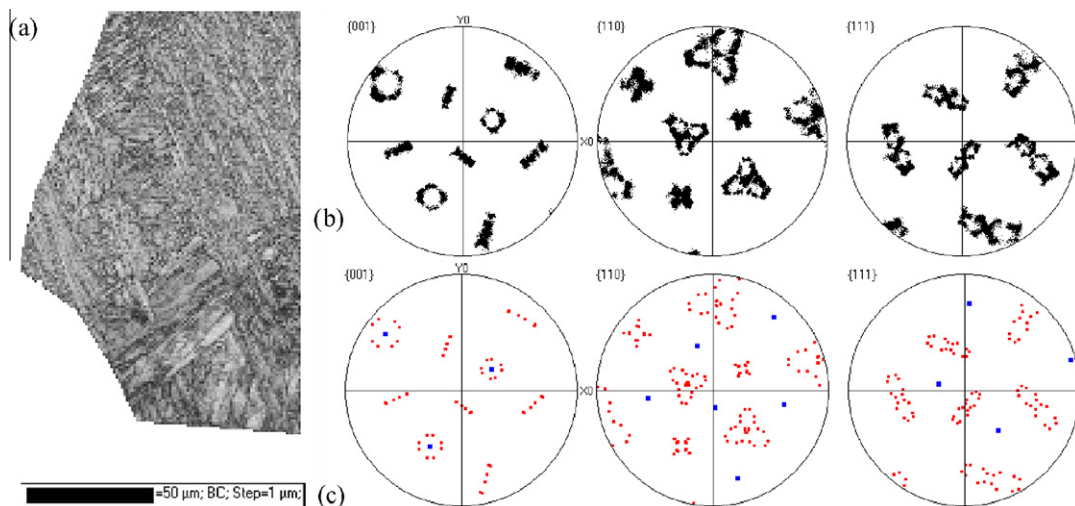 (a)
=50 µm; BC; Step=1 µm;
{001}
Y0
{110}
{111}
X0
(b)
{001}
Y0
{110}
{111}
X0
(c)